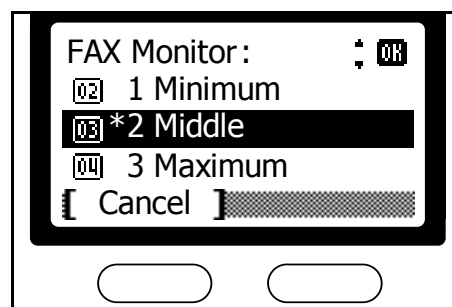 FAX Monitor: OK
02 1 Minimum
03 *2 Middle
04 3 Maximum
[ Cancel ]